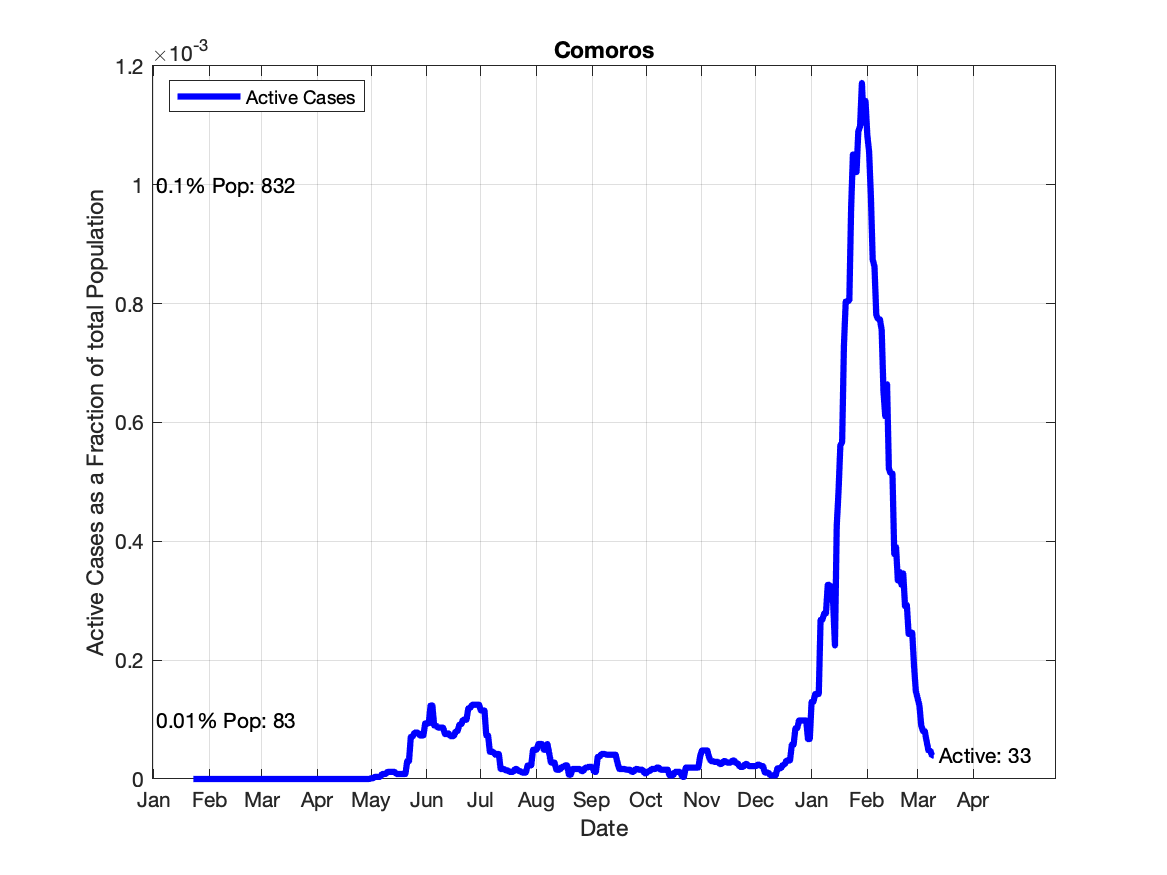 Comoros
×10-3
1.2
1
0.8
0.6
0.4
0.2
0
Active Cases as a Fraction of total Population
Active Cases
0.1% Pop: 832
0.01% Pop: 83
Active: 33
Jan Feb Mar Apr May Jun Jul Aug Sep Oct Nov Dec Jan Feb Mar Apr
Date